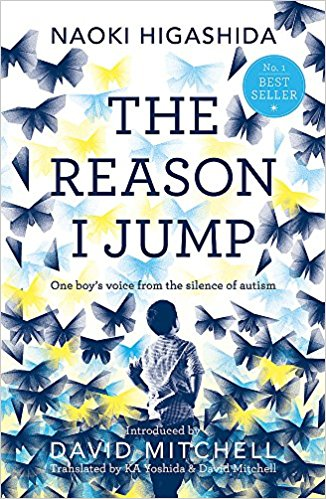 NAOKI HIGASHIDA
No. 1
BEST
SELLER
THE
REASON
I JUMP
One boy's voice from the silence of autism
Introduced by
DAVID MITCHELL
Translated by KA Yoshida & David Mitchell